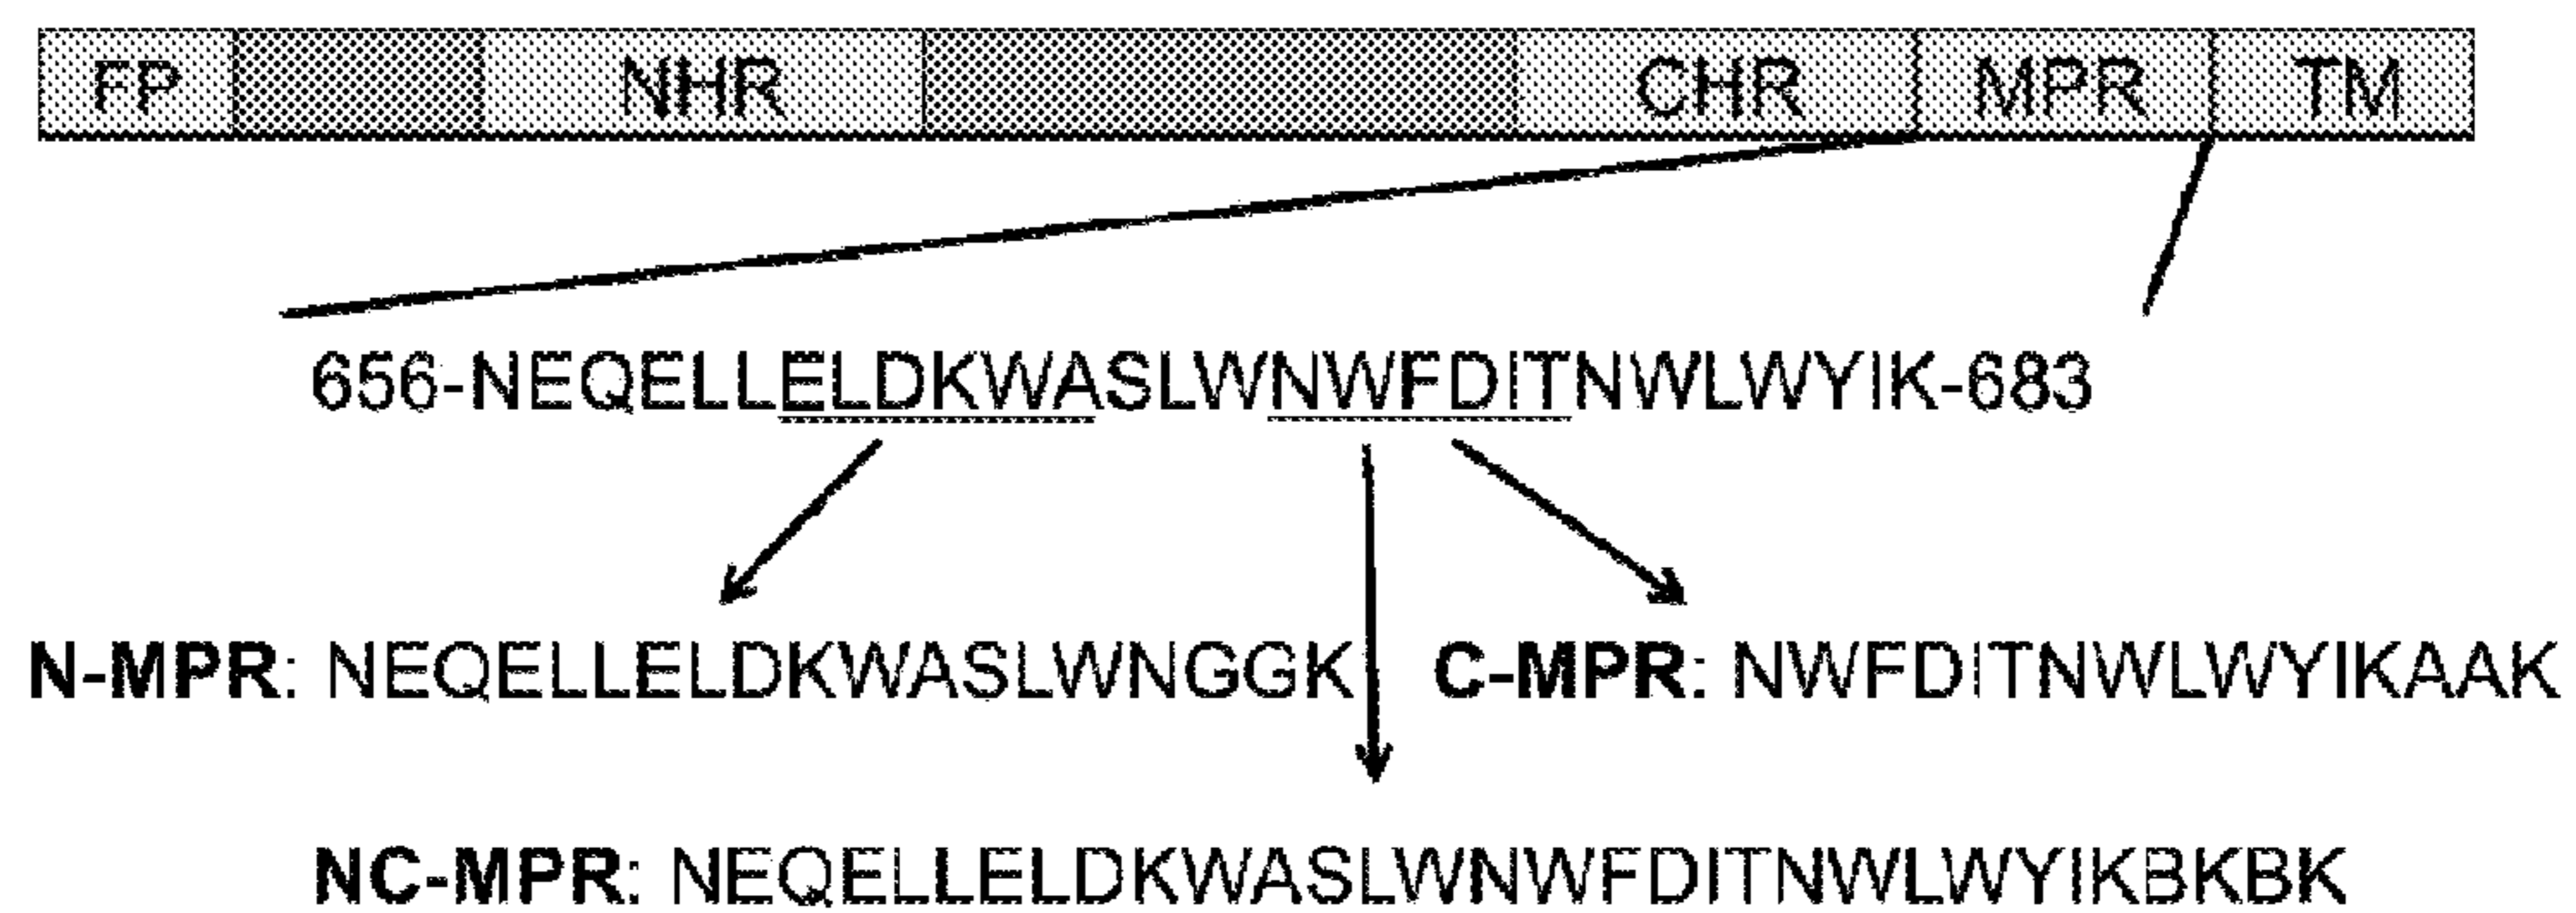 FP NHR CHR MPR TM
656-NEQELLELDKWASLWNWFDITNWLWYIK-683
N-MPR: NEQELLELDKWASLWNGGK C-MPR: NWFDITNWLWYIKAAK
NC-MPR: NEQELLELDKWASLWNWFDITNWLWYIKBKBK